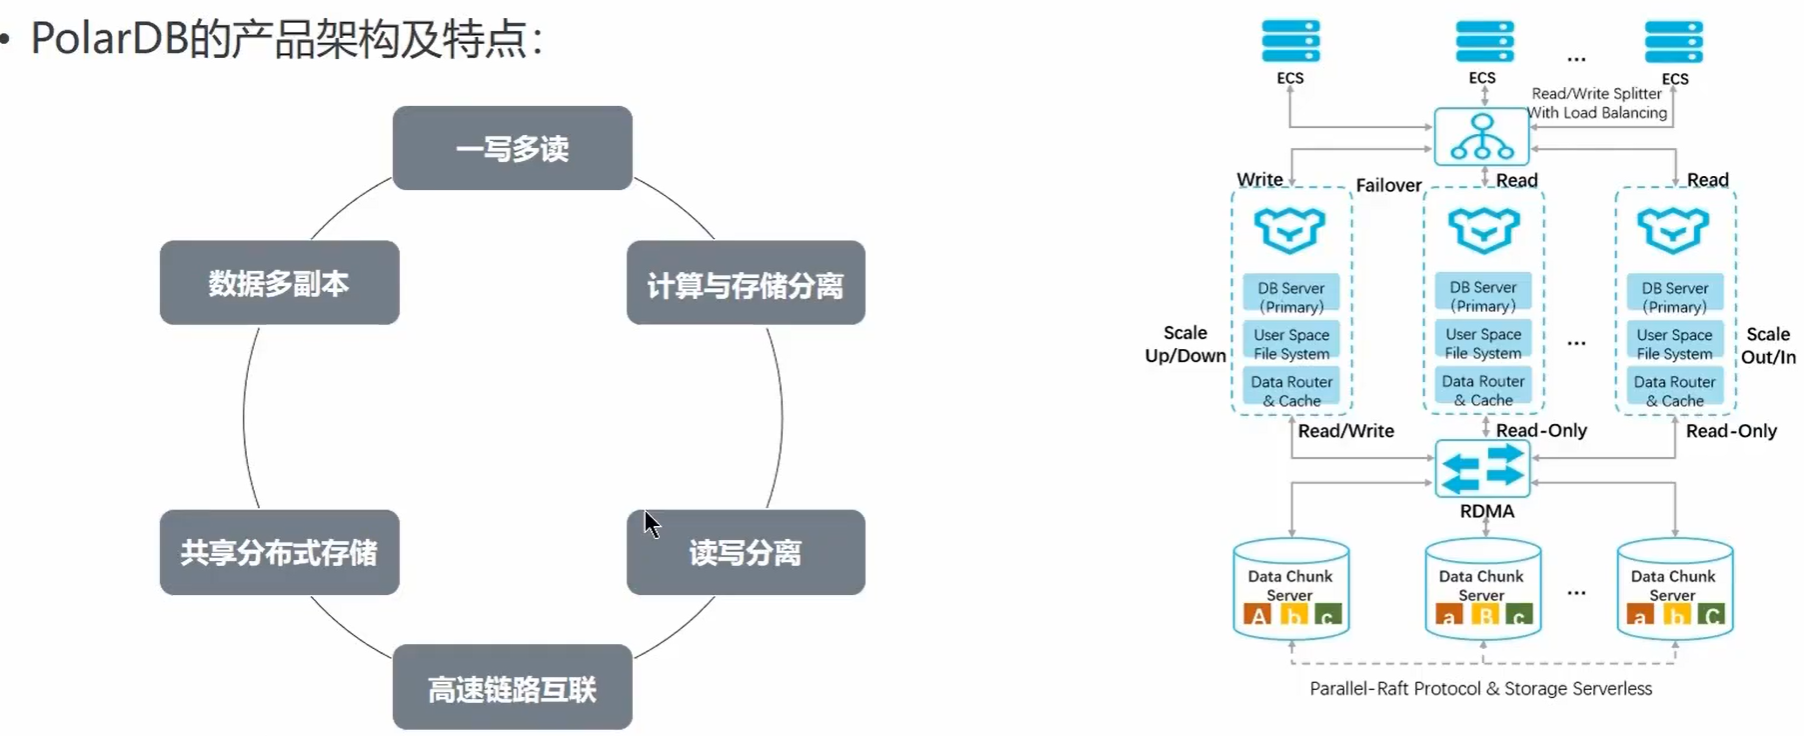 • PolarDB的产品架构及特点：
一写多读
数据多副本
计算与存储分离
共享分布式存储
读写分离
高速链路互联
ECS
ECS
...
ECS
Read/Write Splitter
With Load Balancing
Write
Failover
Read
Read
DB Server
(Primary)
User Space
File System
Data Router
& Cache
DB Server
(Primary)
User Space
File System
Data Router
& Cache
...
DB Server
(Primary)
User Space
File System
Data Router
& Cache
Scale
Up/Down
Scale
Out/In
Read/Write
Read-Only
Read-Only
RDMA
Data Chunk
Server
A b c
Data Chunk
Server
a B c
...
Data Chunk
Server
a b C
Parallel-Raft Protocol & Storage Serverless